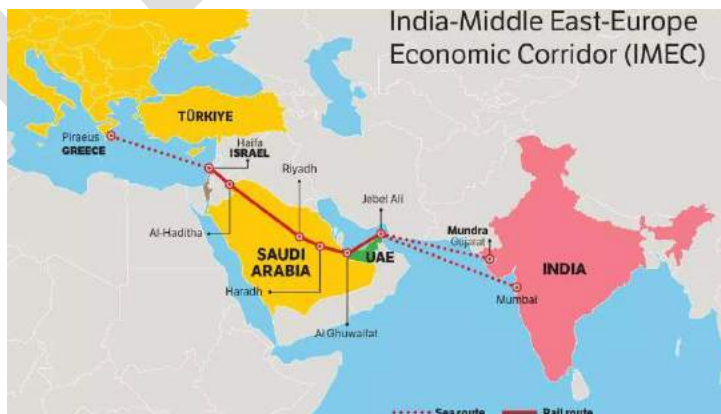 India-Middle East-Europe
Economic Corridor (IMEC)
TÜRKIYE
Piraeus
GREECE
Haifa
ISRAEL
Riyadh
Jebel Ali
Al-Haditha
Mundra
Gujarat
SAUDI
ARABIA
UAE
INDIA
Haradh
Mumbai
Al Ghuwaifat
Sea route
Rail route